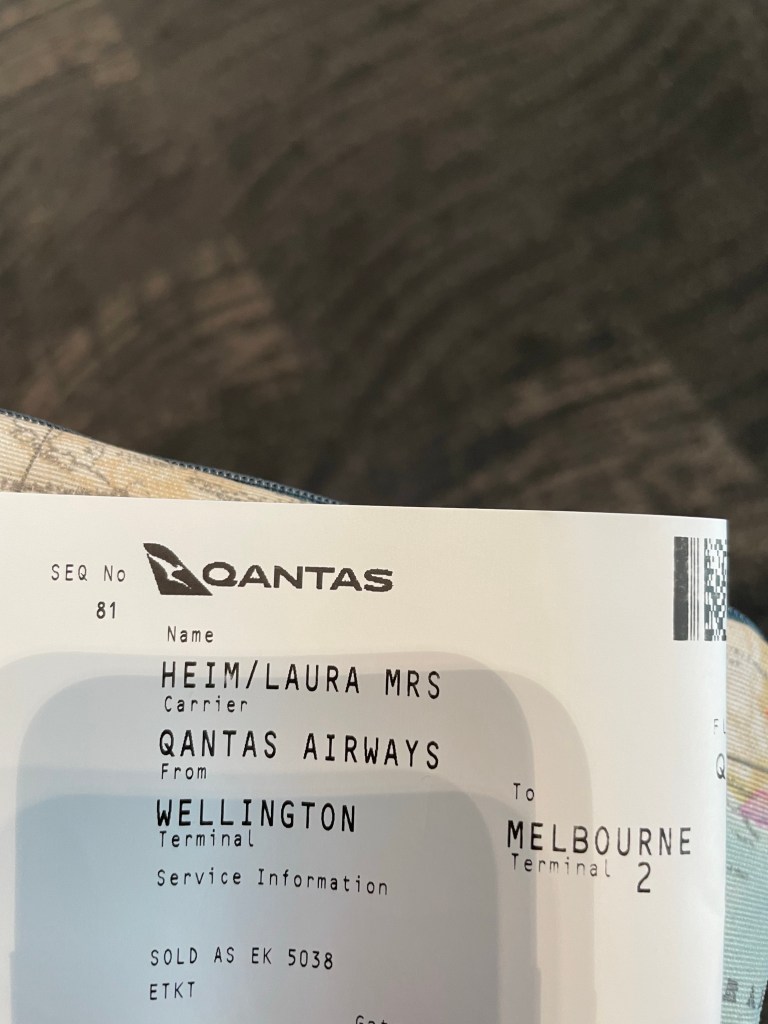 SEQ No
81
QANTAS
Name
HEIM/LAURA MRS
Carrier
QANTAS AIRWAYS
From
WELLINGTON
Terminal
To
MELBOURNE
Terminal 2
Service Information
SOLD AS EK 5038
ETKT